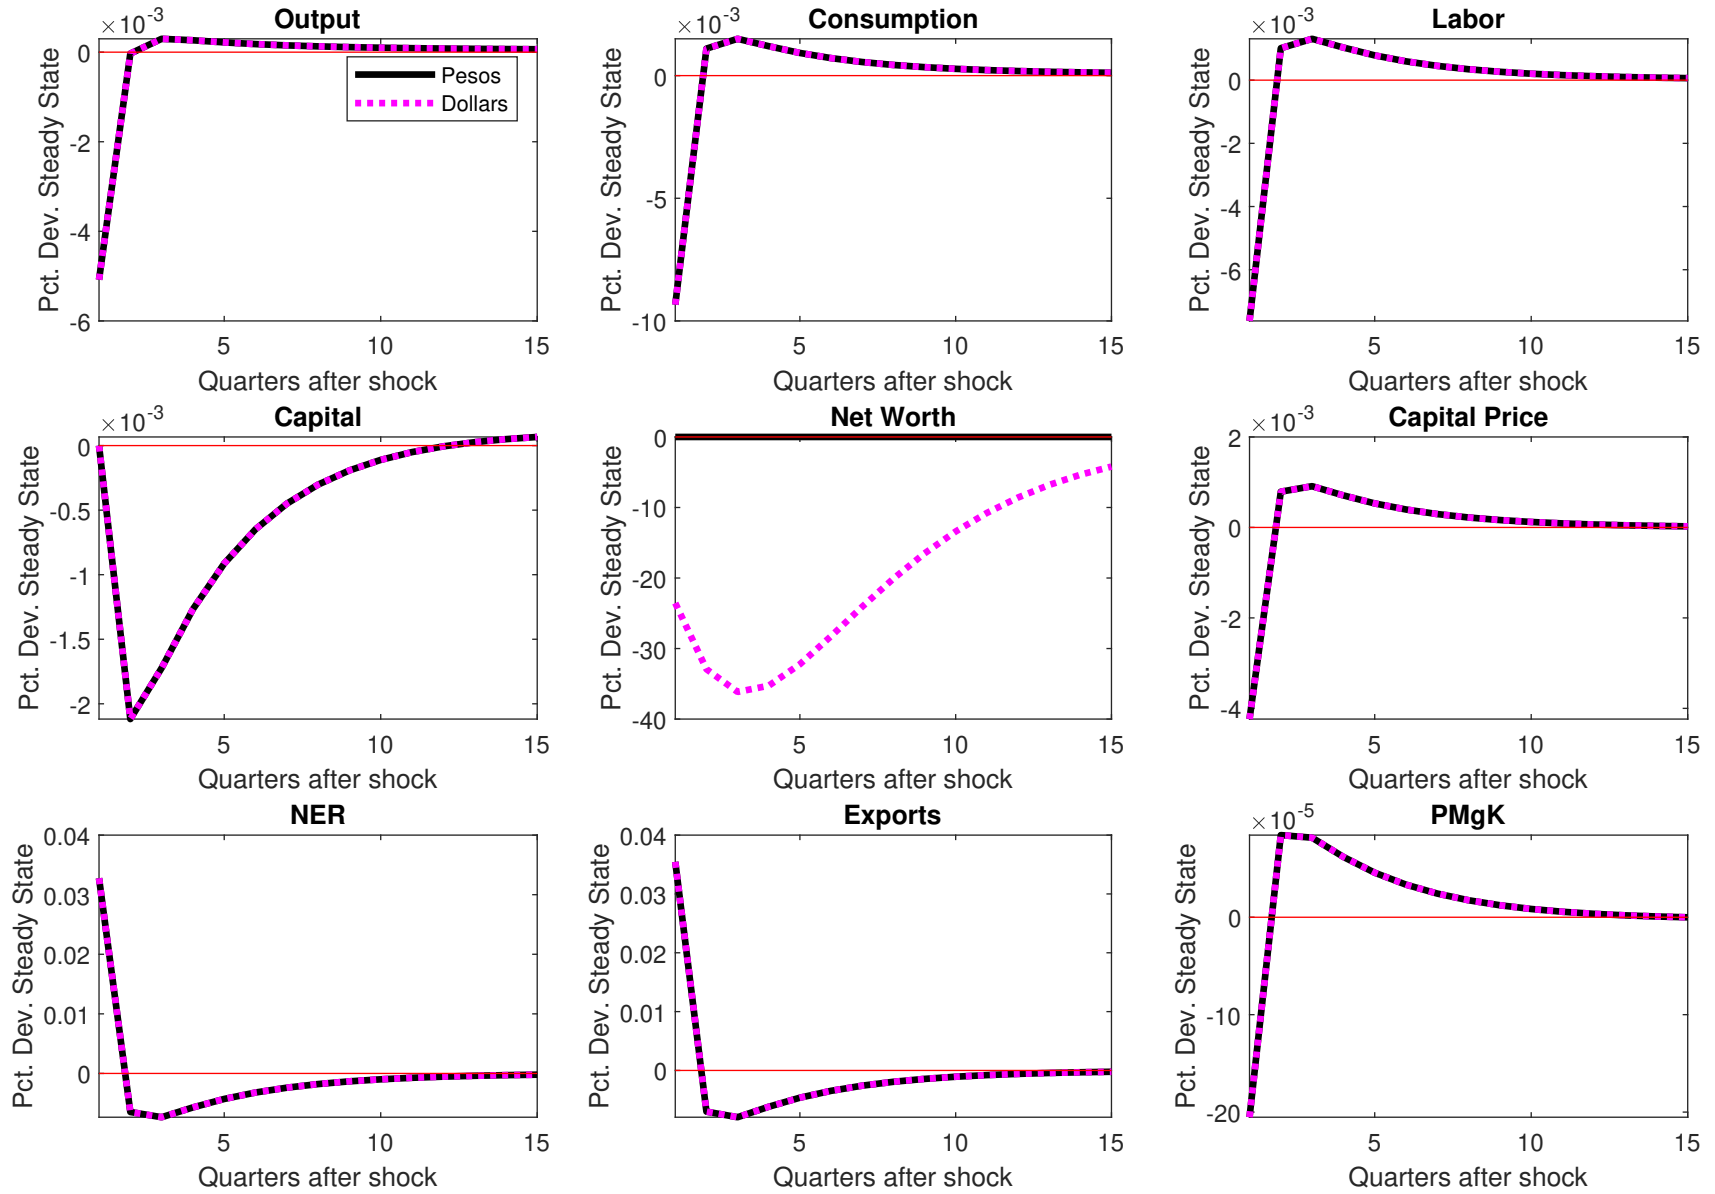 Output
×10^-3
0
-2
-4
-6
5
10
15
Pct. Dev. Steady State
Quarters after shock
Pesos
Dollars
Consumption
×10^-3
0
-5
-10
5
10
15
Pct. Dev. Steady State
Quarters after shock
Labor
×10^-3
0
-2
-4
-6
5
10
15
Pct. Dev. Steady State
Quarters after shock
Capital
×10^-3
0
-0.5
-1
-1.5
-2
5
10
15
Pct. Dev. Steady State
Quarters after shock
Net Worth
0
-10
-20
-30
-40
5
10
15
Pct. Dev. Steady State
Quarters after shock
Capital Price
×10^-3
2
0
-2
-4
5
10
15
Pct. Dev. Steady State
Quarters after shock
NER
0.04
0.03
0.02
0.01
0
5
10
15
Pct. Dev. Steady State
Quarters after shock
Exports
0.04
0.03
0.02
0.01
0
5
10
15
Pct. Dev. Steady State
Quarters after shock
PMgK
×10^-5
0
-10
-20
5
10
15
Pct. Dev. Steady State
Quarters after shock